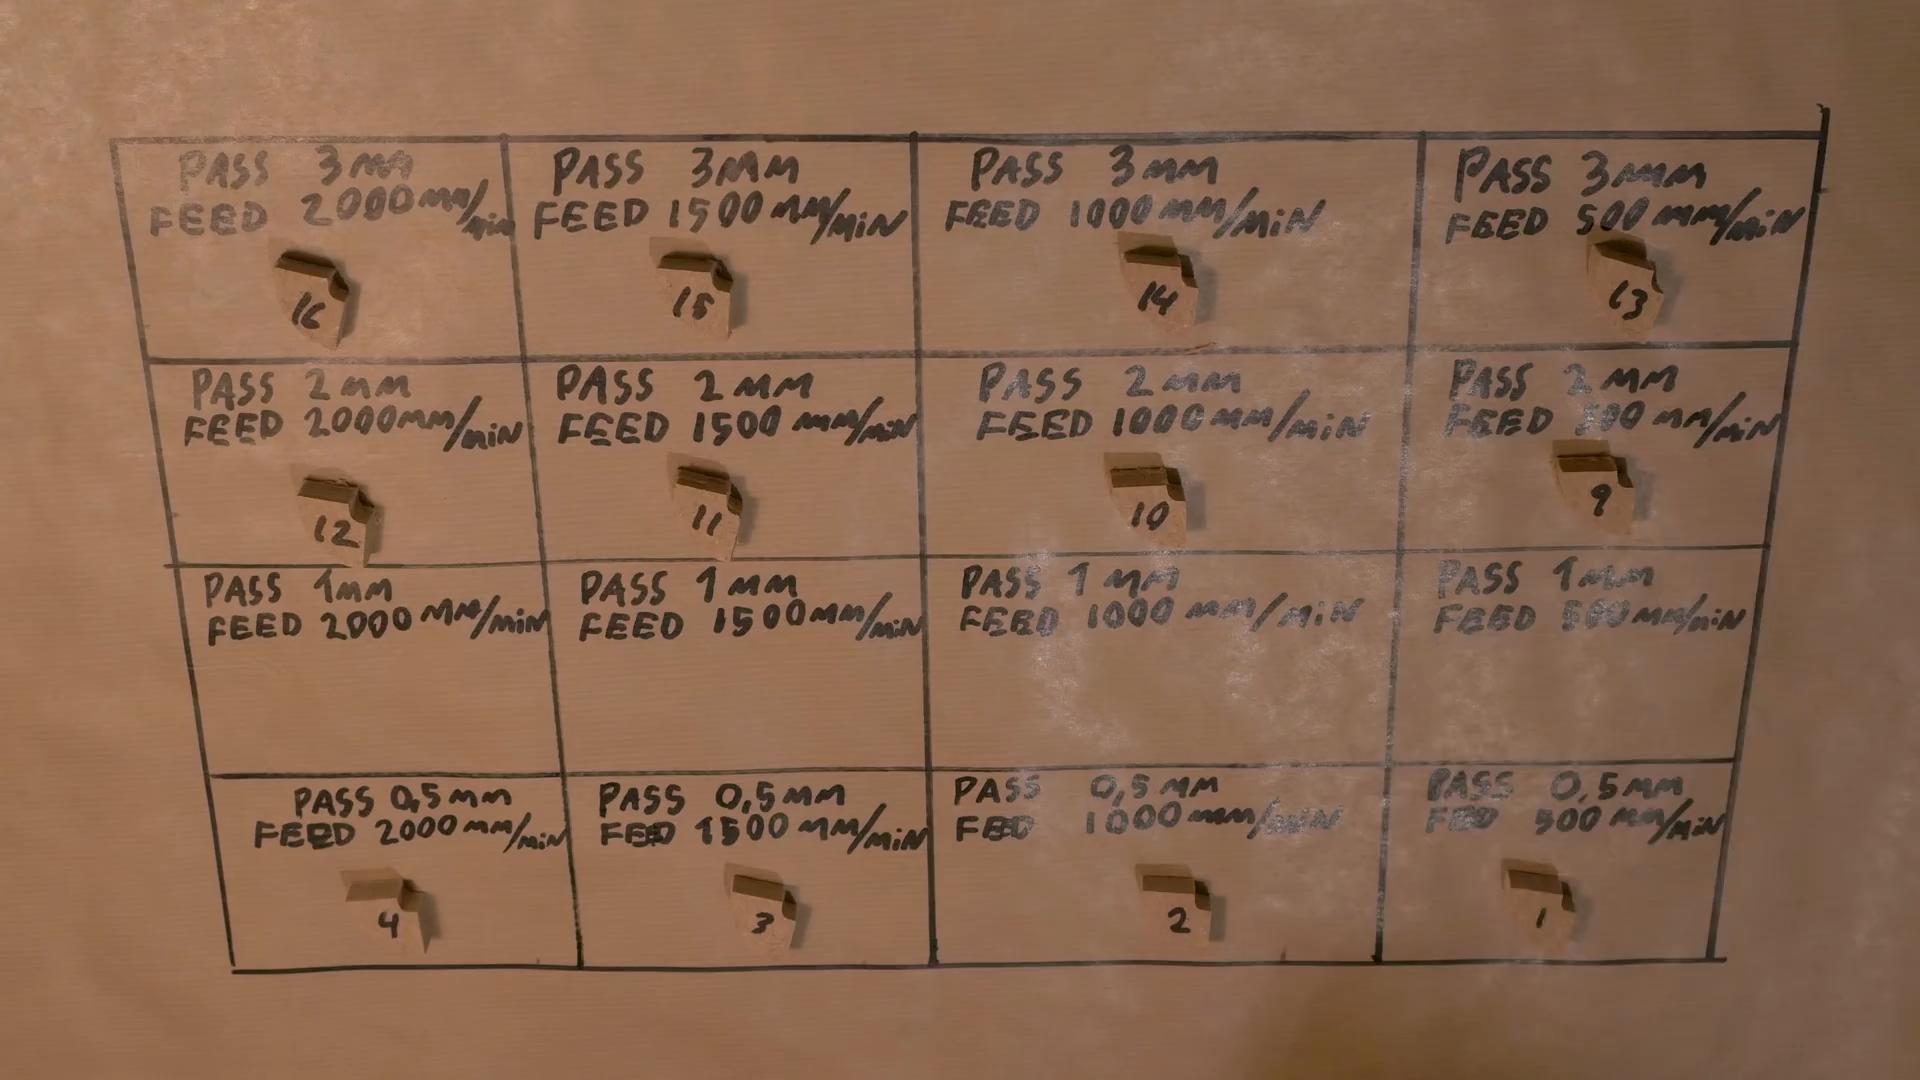 PASS 3mm
FEED 2000mm/min
16
PASS 3mm
FEED 1500mm/min
15
PASS 3mm
FEED 1000mm/min
14
PASS 3mm
FEED 500mm/min
13
PASS 2mm
FEED 2000mm/min
12
PASS 2mm
FEED 1500mm/min
11
PASS 2mm
FEED 1000mm/min
10
PASS 2mm
FEED 500mm/min
9
PASS 1mm
FEED 2000mm/min
PASS 1mm
FEED 1500mm/min
PASS 1mm
FEED 1000mm/min
PASS 1mm
FEED 500mm/min
PASS 0,5mm
FEED 2000mm/min
4
PASS 0,5mm
FEED 1500mm/min
3
PASS 0,5mm
FEED 1000mm/min
2
PASS 0,5mm
FEED 500mm/min
1